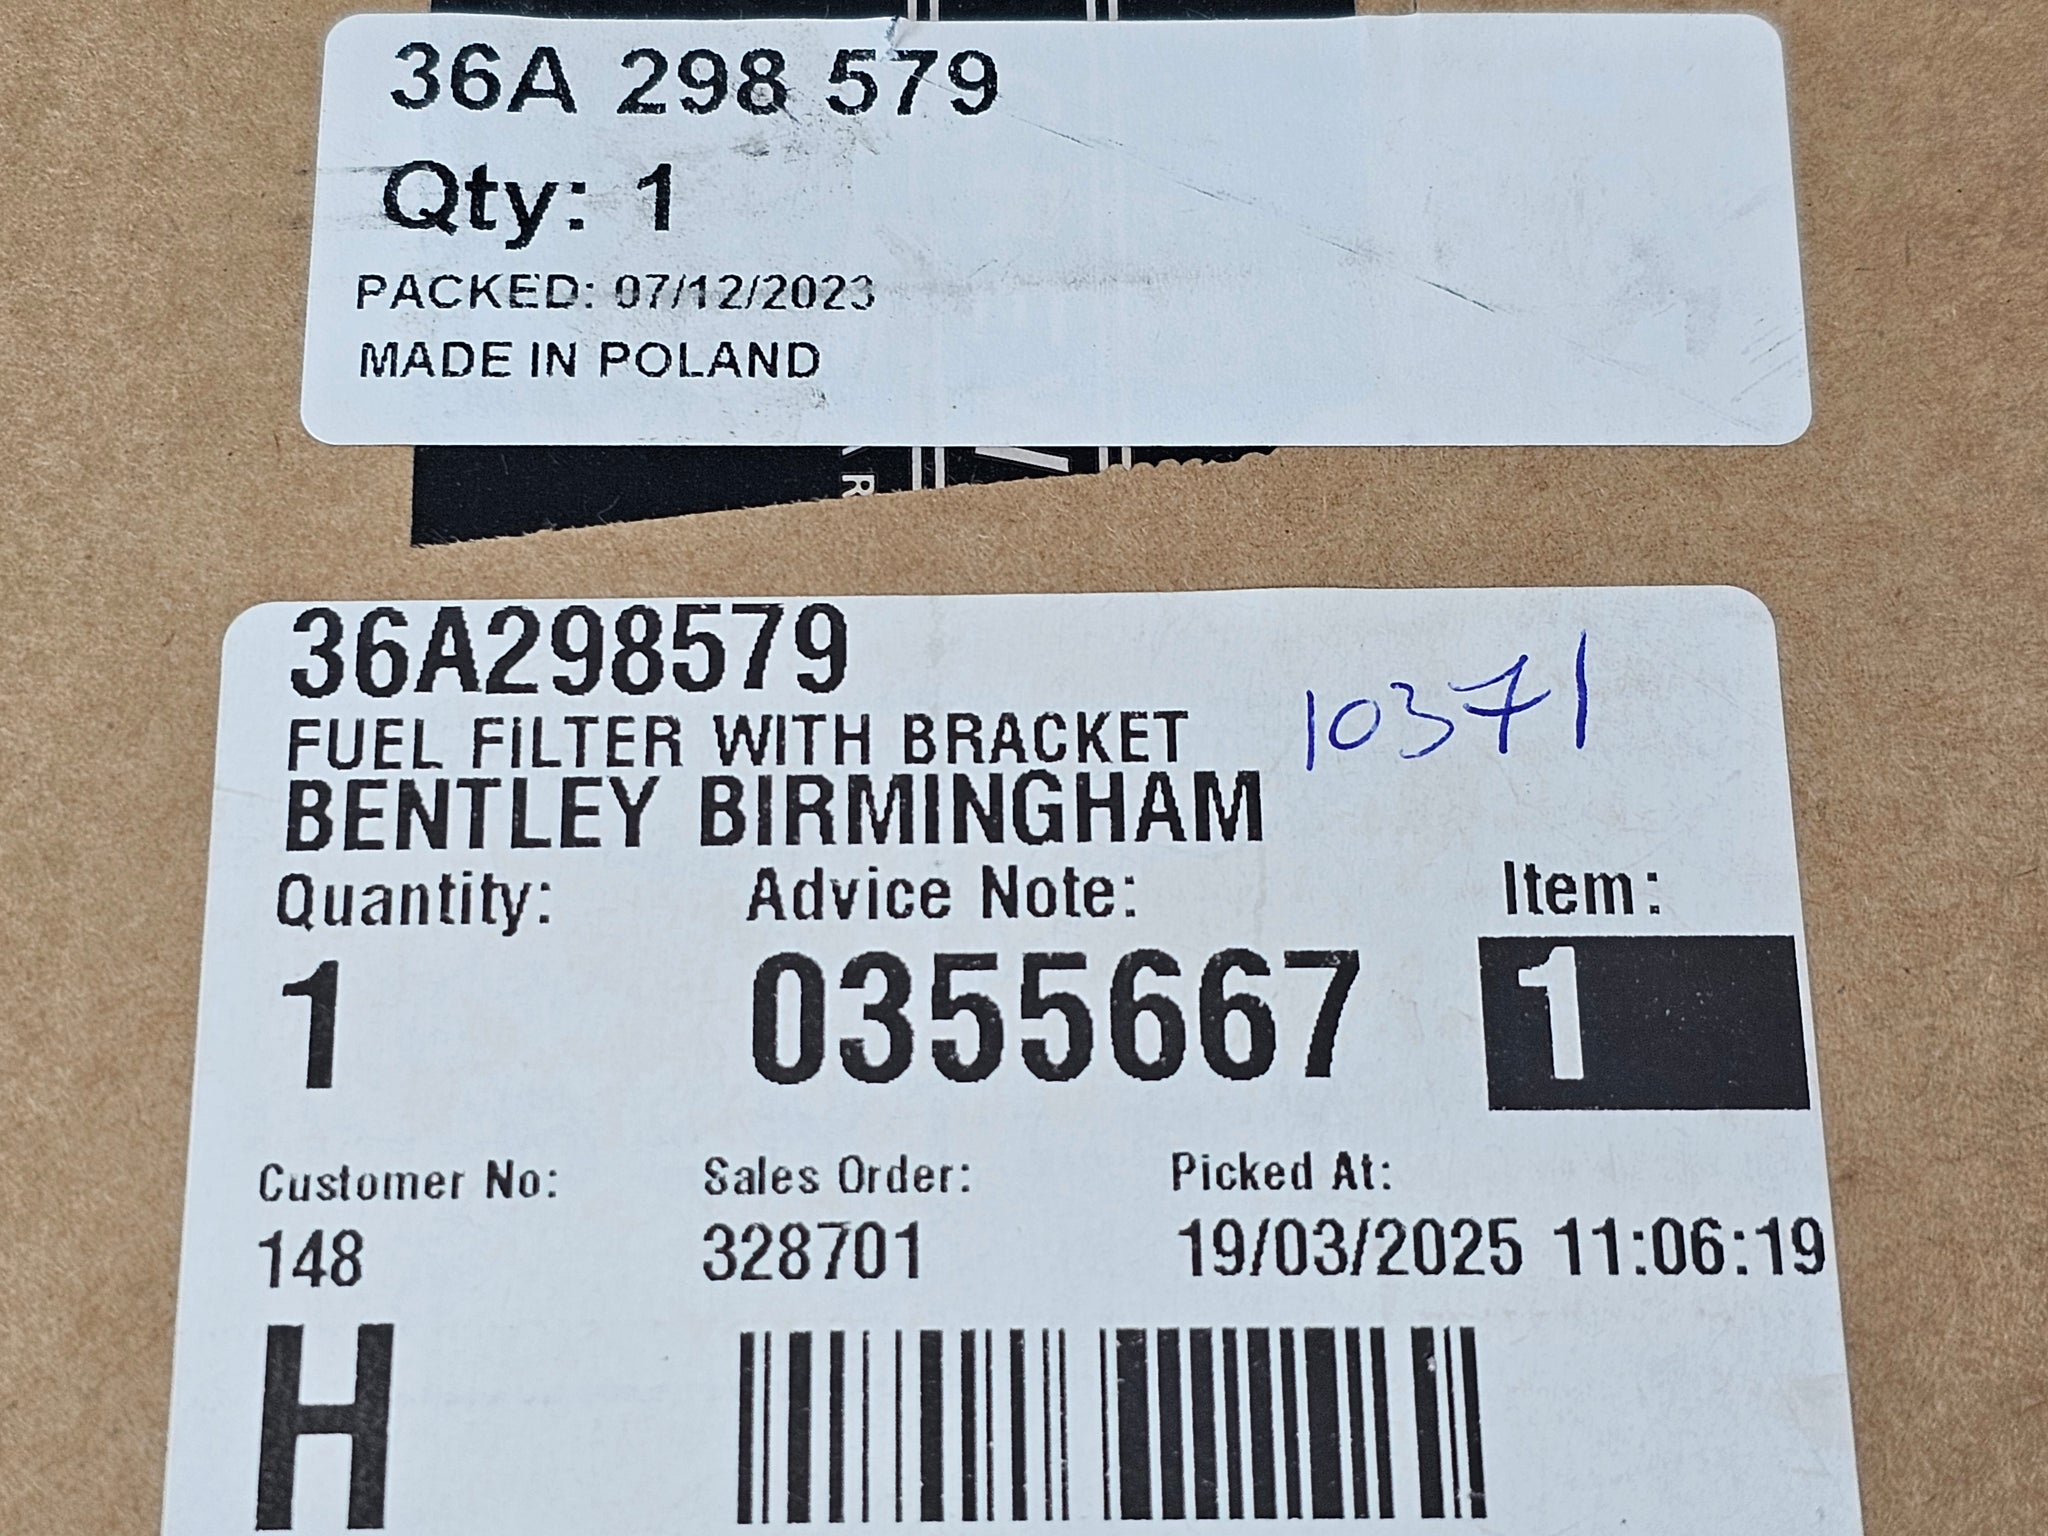 36A 298 579
Qty: 1
PACKED: 07/12/2023
MADE IN POLAND
R
36A298579
10371
FUEL FILTER WITH BRACKET
BENTLEY BIRMINGHAM
Quantity: Advice Note: Item:
1 0355667 1
Customer No: Sales Order: Picked At:
148 328701 19/03/2025 11:06:19
H